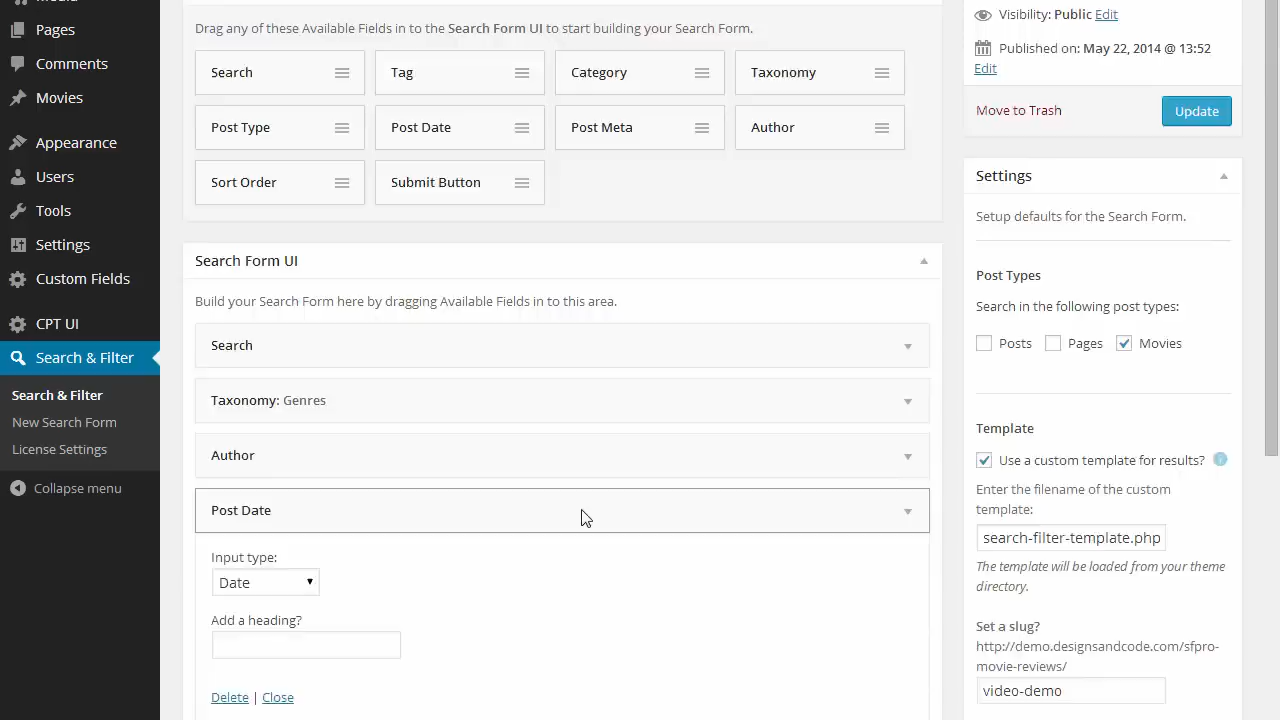 Pages
Comments
Movies
Appearance
Users
Tools
Settings
Custom Fields
CPT UI
Search & Filter
Search & Filter
New Search Form
License Settings
Collapse menu
Drag any of these Available Fields in to the Search Form UI to start building your Search Form.
Search
Tag
Category
Taxonomy
Post Type
Post Date
Post Meta
Author
Sort Order
Submit Button
Search Form UI
Build your Search Form here by dragging Available Fields in to this area.
Search
Taxonomy: Genres
Author
Post Date
Input type:
Date
Add a heading?
Delete | Close
Visibility: Public Edit
Published on: May 22, 2014 @ 13:52
Edit
Move to Trash
Update
Settings
Setup defaults for the Search Form.
Post Types
Search in the following post types:
Posts
Pages
Movies
Template
Use a custom template for results?
Enter the filename of the custom
template:
search-filter-template.php
The template will be loaded from your theme
directory.
Set a slug?
http://demo.designsandcode.com/sfpro-
movie-reviews/
video-demo